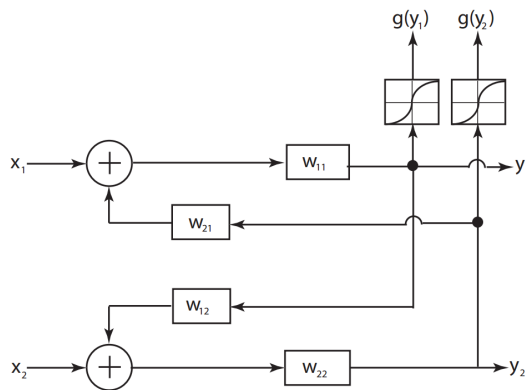 g(y₁) g(y₂)
x₁ + w₁₁ y
w₂₁
w₁₂
x₂ + w₂₂ y₂